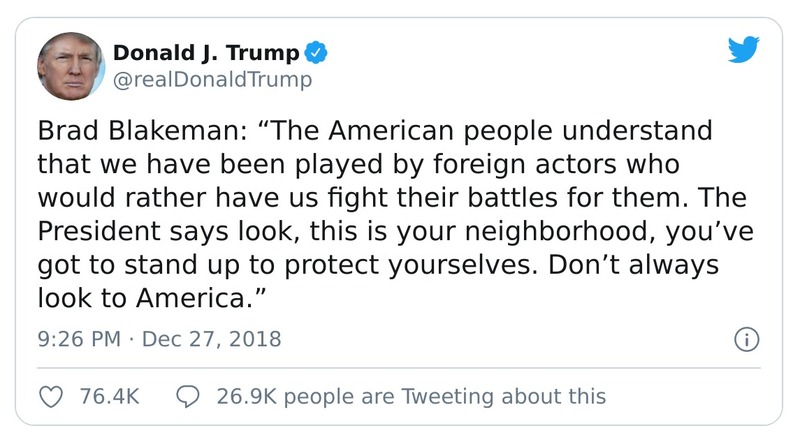 Donald J. Trump
@realDonaldTrump
Brad Blakeman: “The American people understand
that we have been played by foreign actors who
would rather have us fight their battles for them. The
President says look, this is your neighborhood, you’ve
got to stand up to protect yourselves. Don’t always
look to America.”
9:26 PM · Dec 27, 2018
76.4K 26.9K people are Tweeting about this